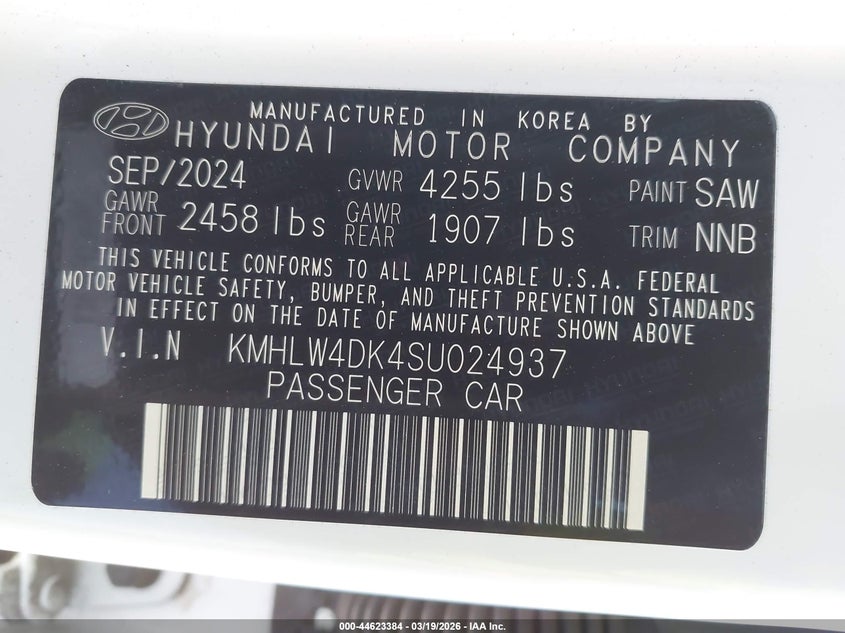 MANUFACTURED IN KOREA BY
HYUNDAI MOTOR COMPANY
SEP/2024 GVWR 4255 lbs PAINT SAW
GAWR FRONT 2458 lbs GAWR REAR 1907 lbs TRIM NNB
THIS VEHICLE CONFORMS TO ALL APPLICABLE U.S.A. FEDERAL
MOTOR VEHICLE SAFETY, BUMPER, AND THEFT PREVENTION STANDARDS
IN EFFECT ON THE DATE OF MANUFACTURE SHOWN ABOVE
V.I.N KMHLW4DK4SU024937
PASSENGER CAR
000-44623384 - 03/19/2026 - IAA Inc.